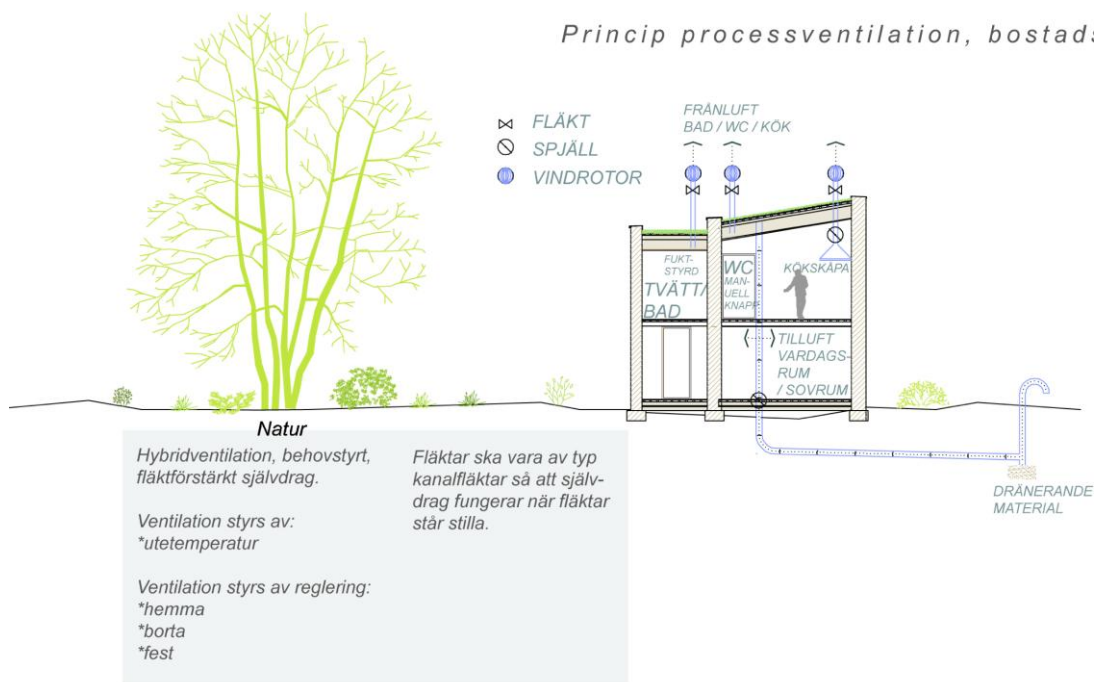 Princip processventilation, bostads
FLÄKT
SPJÄLL
VINDROTOR
FRÅNLUFT
BAD / WC / KÖK
FUKT-
STYRD
TVÄTT/
BAD
WC
MAN-
UELL
KNAPP
KÖKSKÅPA
TILLUFT
VARDAGS-
RUM
/ SOVRUM
DRÄNERANDE
MATERIAL
Natur
Hybridventilation, behovstyrt,
fläktförstärkt självdrag.
Ventilation styrs av:
*utetemperatur
Ventilation styrs av reglering:
*hemma
*borta
*fest
Fläktar ska vara av typ
kanalfläktar så att själv-
drag fungerar när fläktar
står stilla.